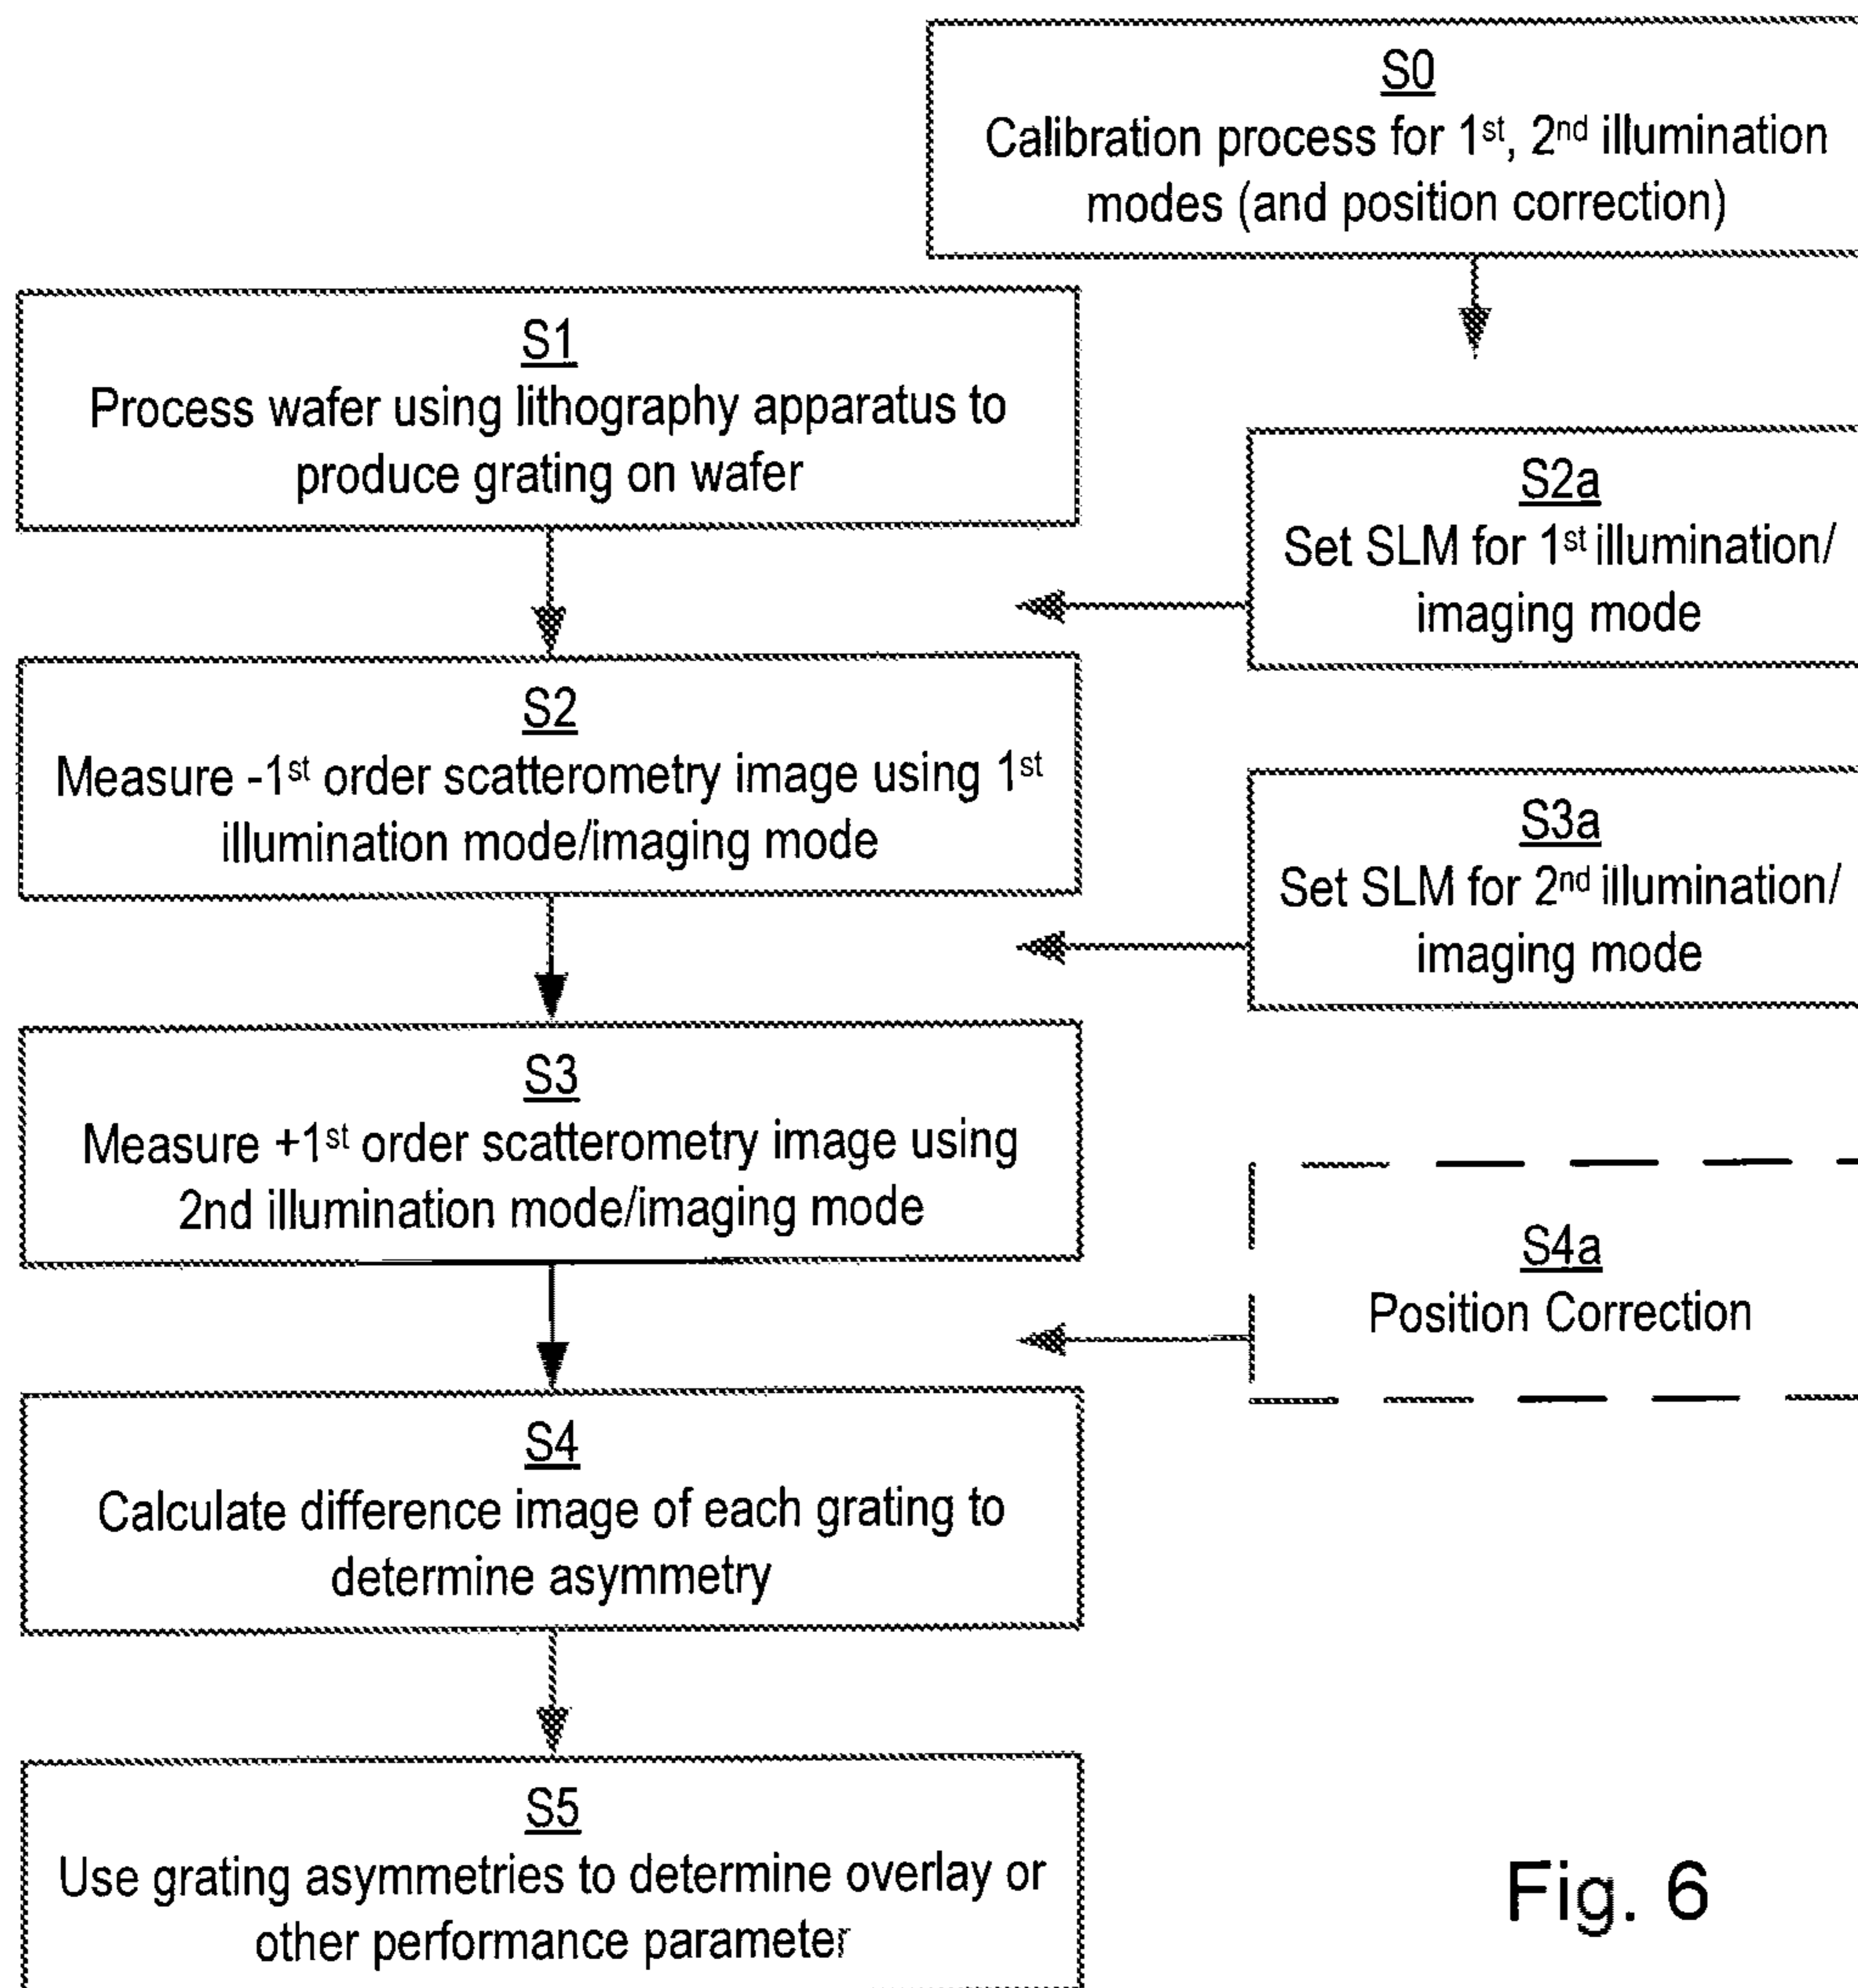 S0
Calibration process for 1st, 2nd illumination
modes (and position correction)
S1
Process wafer using lithography apparatus to
produce grating on wafer
S2a
Set SLM for 1st illumination/
imaging mode
S2
Measure -1st order scatterometry image using 1st
illumination mode/imaging mode
S3a
Set SLM for 2nd illumination/
imaging mode
S3
Measure +1st order scatterometry image using
2nd illumination mode/imaging mode
S4a
Position Correction
S4
Calculate difference image of each grating to
determine asymmetry
S5
Use grating asymmetries to determine overlay or
other performance parameter
Fig. 6